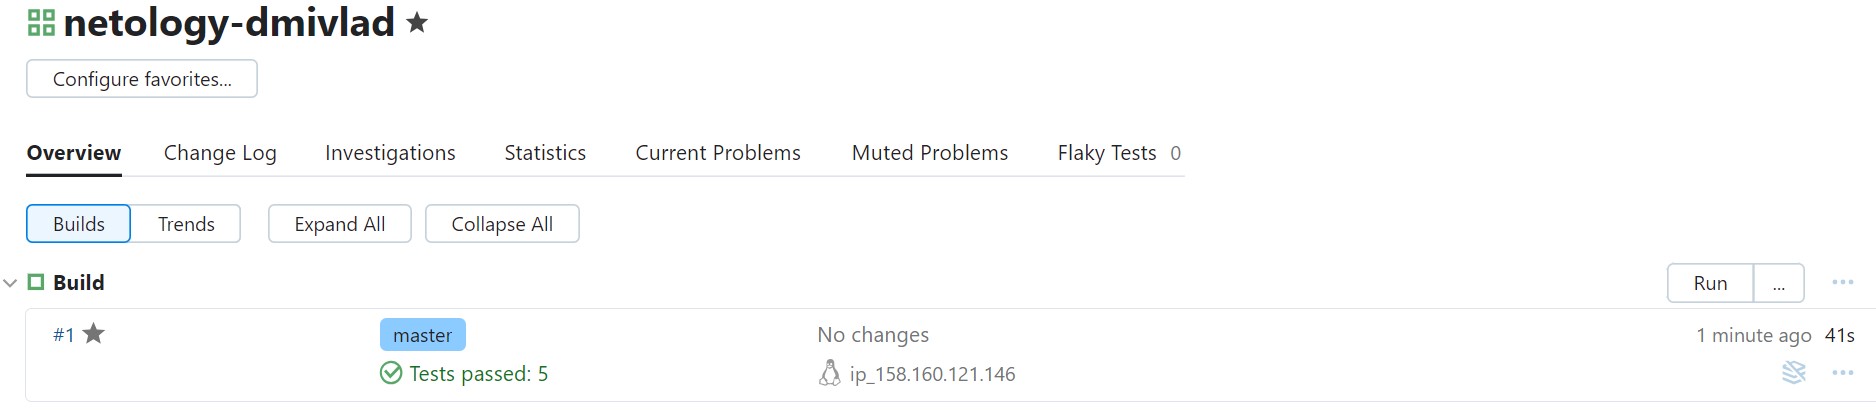 netology-dmivlad
Configure favorites...
Overview Change Log Investigations Statistics Current Problems Muted Problems Flaky Tests 0
Builds Trends Expand All Collapse All
Build Run ...
#1 master No changes 1 minute ago 41s
Tests passed: 5 ip_158.160.121.146